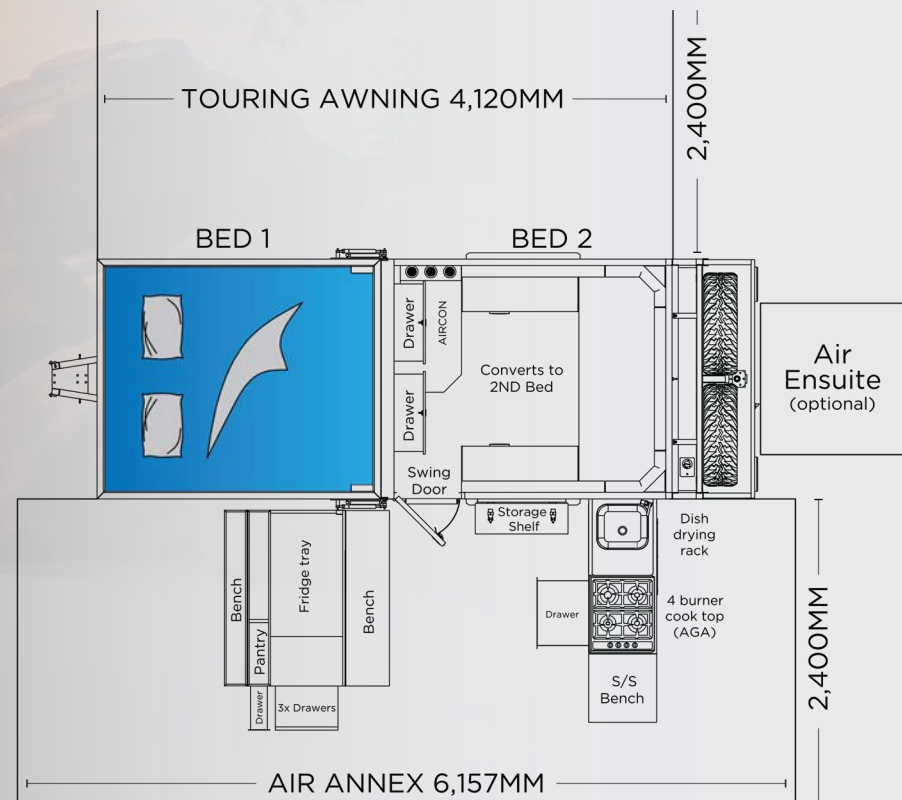 TOURING AWNING 4,120MM
2,400MM
BED 1
BED 2
Drawer
AIRCON
Drawer
Converts to
2ND Bed
Air
Ensuite
(optional)
Swing
Door
Storage
Shelf
Dish
drying
rack
Bench
Fridge tray
Bench
Pantry
Drawer
3x Drawers
Drawer
4 burner
cook top
(AGA)
S/S
Bench
2,400MM
AIR ANNEX 6,157MM